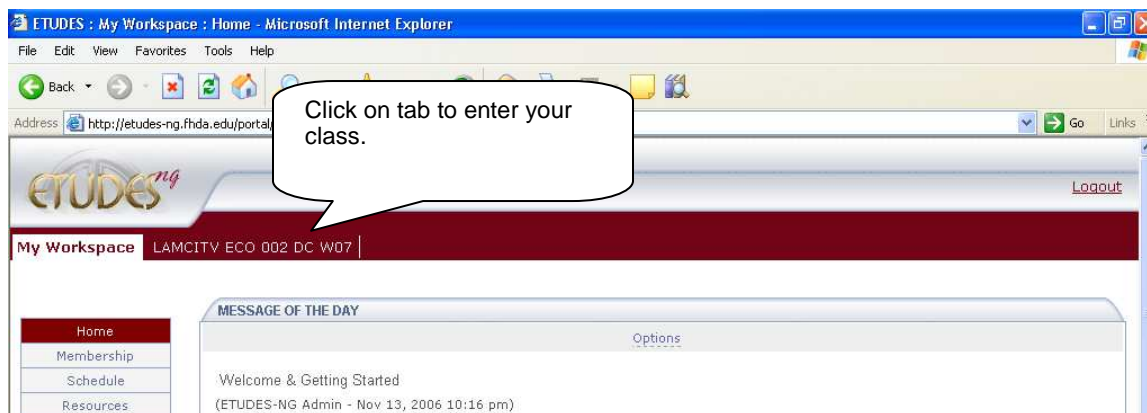 ETUDES : My Workspace : Home - Microsoft Internet Explorer
File Edit View Favorites Tools Help
Back
Address http://etudes-ng.fhda.edu/portal/ Go Links
Click on tab to enter your
class.
ETUDES ng
Logout
My Workspace LAMCITV ECO 002 DC W07
MESSAGE OF THE DAY
Options
Home
Membership
Schedule
Resources
Welcome & Getting Started
(ETUDES-NG Admin - Nov 13, 2006 10:16 pm)